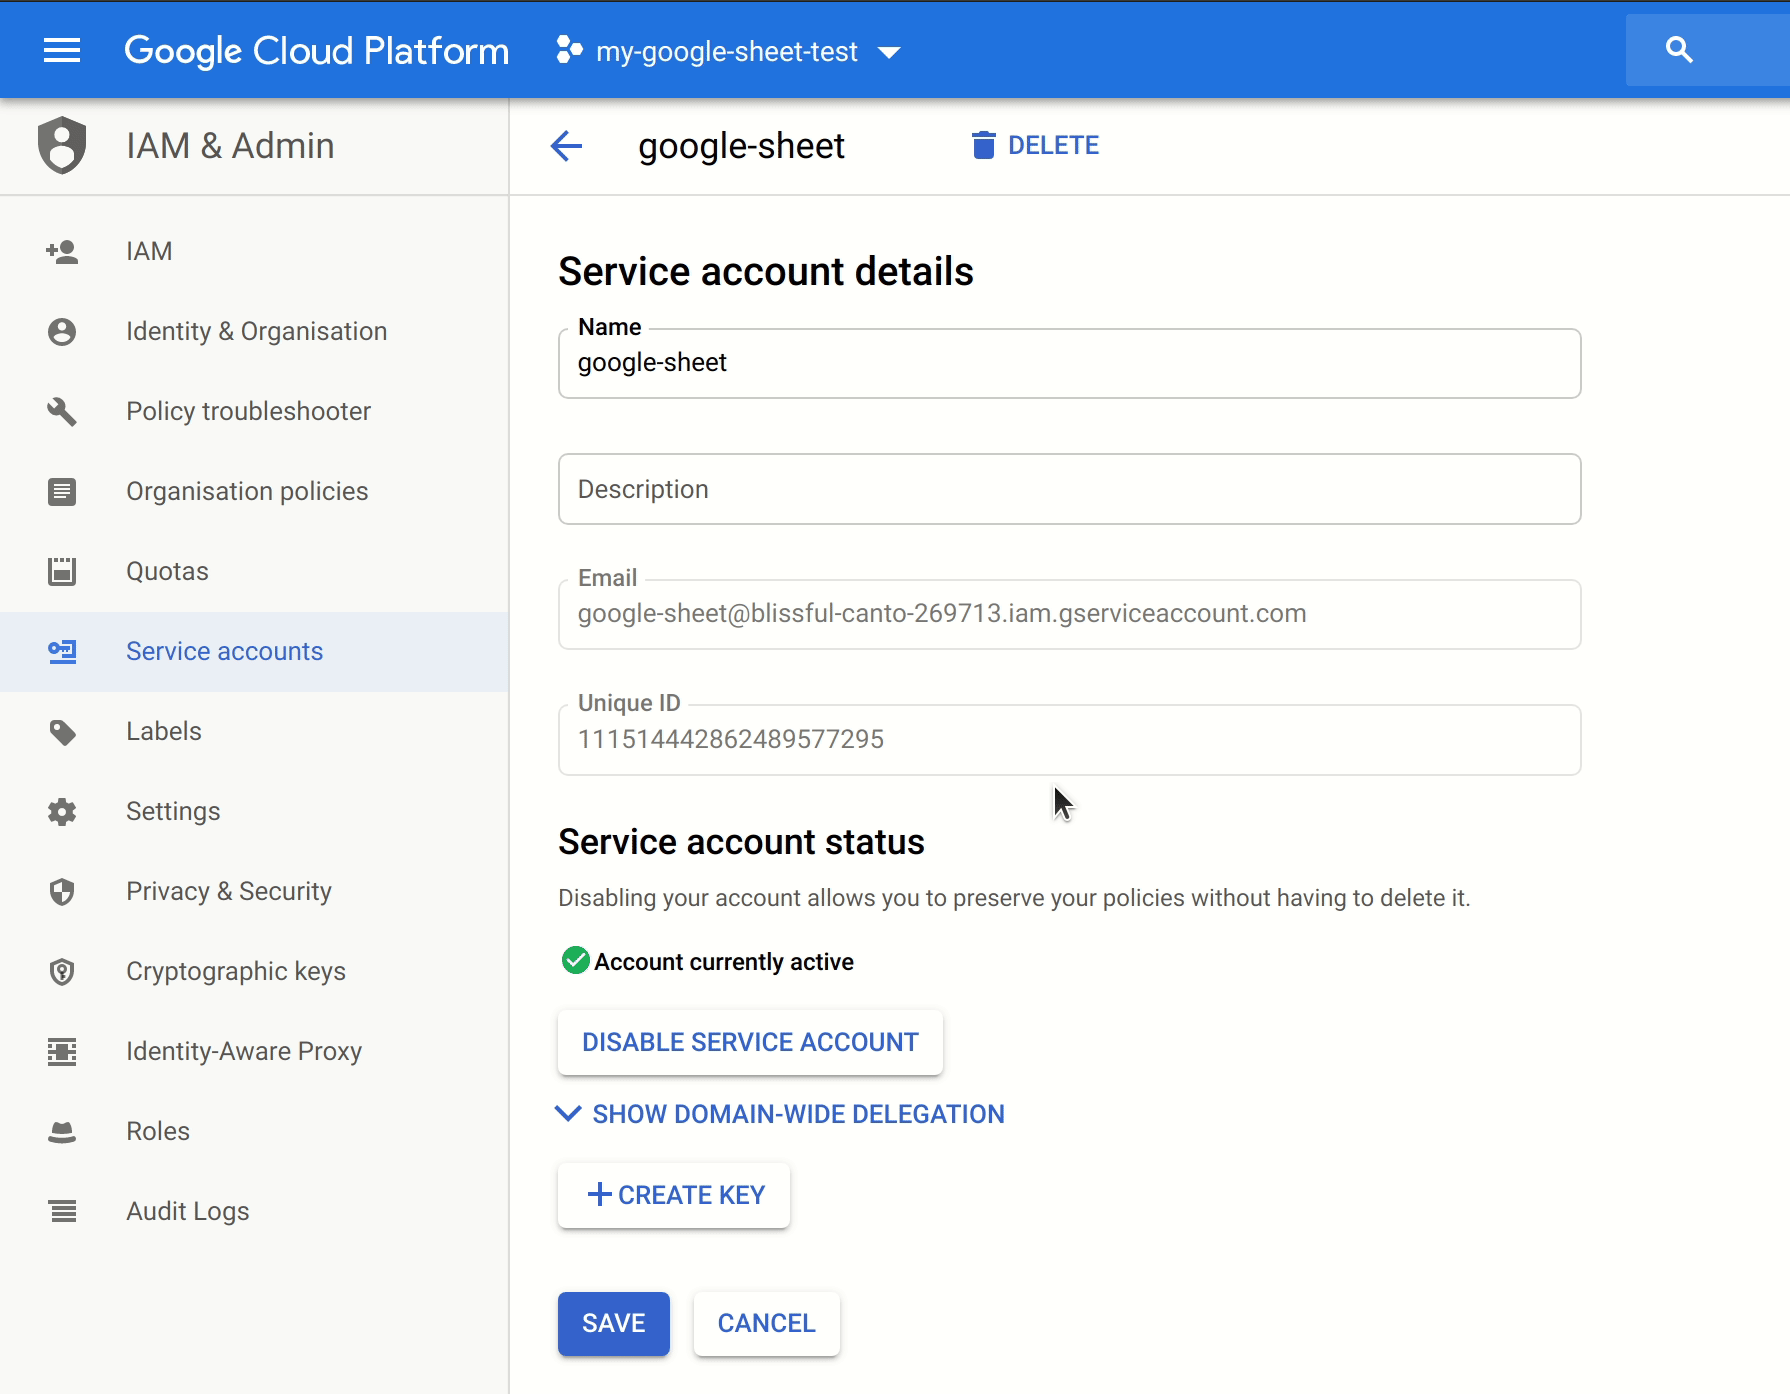 Google Cloud Platform
my-google-sheet-test
IAM & Admin
google-sheet
DELETE
IAM
Identity & Organisation
Policy troubleshooter
Organisation policies
Quotas
Service accounts
Labels
Settings
Privacy & Security
Cryptographic keys
Identity-Aware Proxy
Roles
Audit Logs
Service account details
Name
google-sheet
Description
Email
google-sheet@blissful-canto-269713.iam.gserviceaccount.com
Unique ID
111514442862489577295
Service account status
Disabling your account allows you to preserve your policies without having to delete it.
Account currently active
DISABLE SERVICE ACCOUNT
SHOW DOMAIN-WIDE DELEGATION
CREATE KEY
SAVE
CANCEL